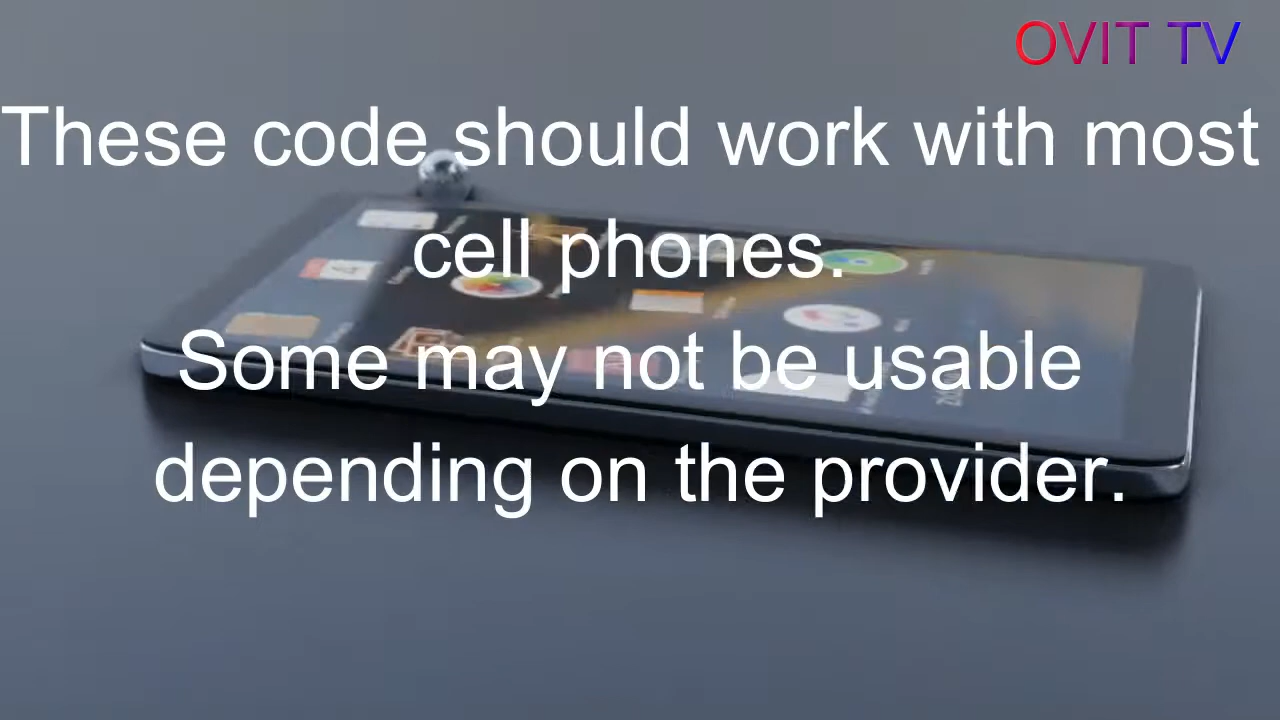 OVIT TV
These code should work with most
cell phones.
Some may not be usable
depending on the provider.